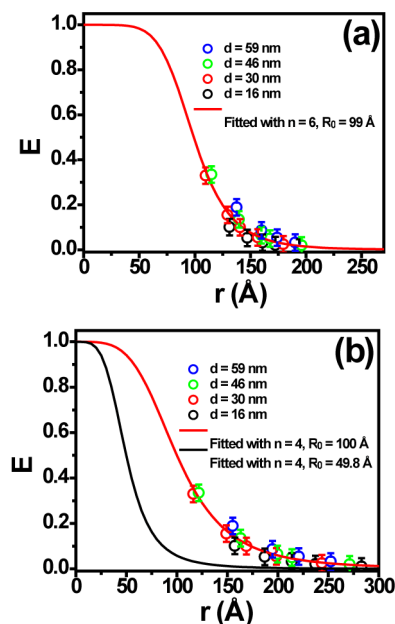 (a)
d = 59 nm
d = 46 nm
d = 30 nm
d = 16 nm
Fitted with n = 6, R₀ = 99 Å
E
1.0
0.8
0.6
0.4
0.2
0.0
0 50 100 150 200 250
r (Å)
(b)
d = 59 nm
d = 46 nm
d = 30 nm
d = 16 nm
Fitted with n = 4, R₀ = 100 Å
Fitted with n = 4, R₀ = 49.8 Å
E
1.0
0.8
0.6
0.4
0.2
0.0
0 50 100 150 200 250 300
r (Å)